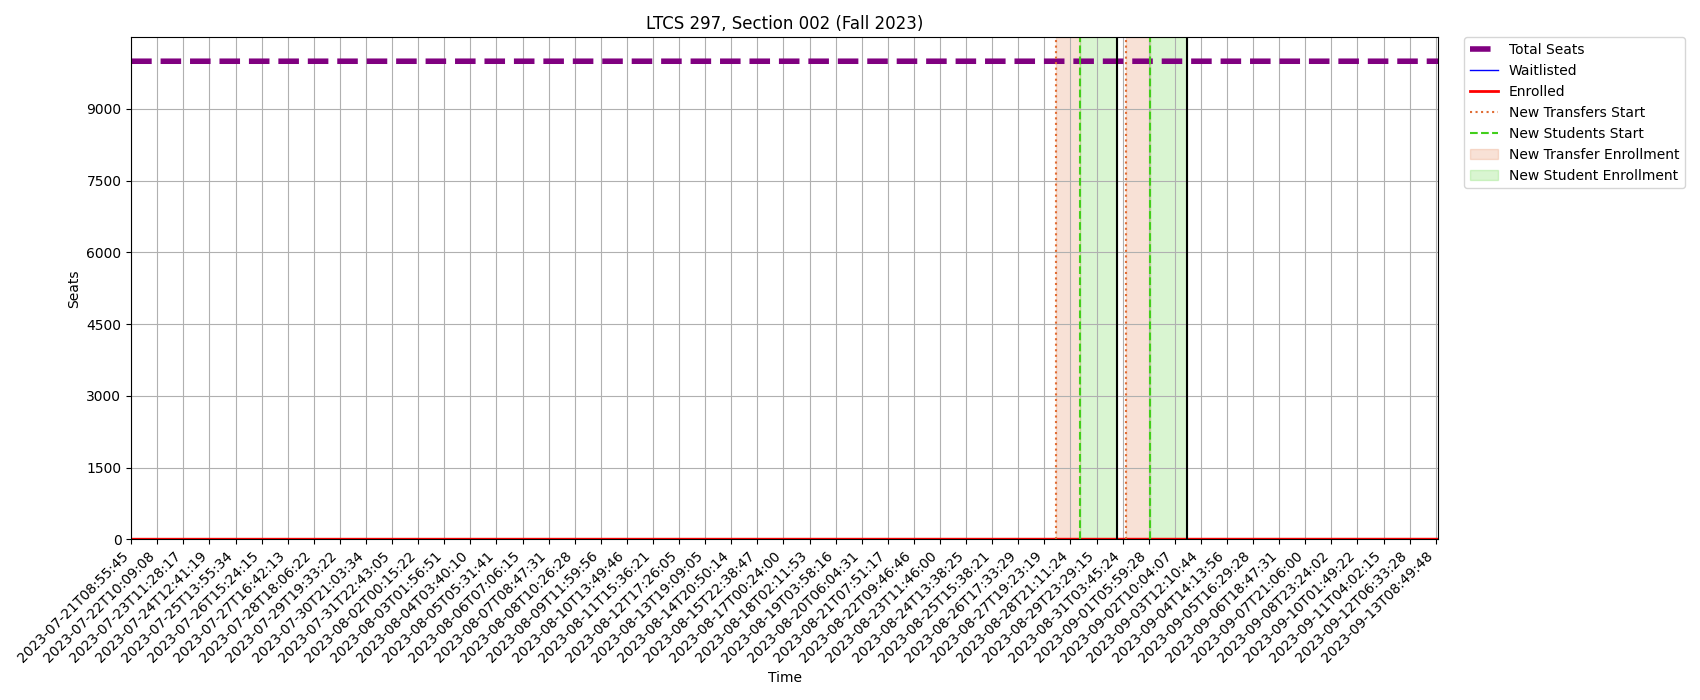 LTCS 297, Section 002 (Fall 2023)
Total Seats
Waitlisted
Enrolled
New Transfers Start
New Students Start
New Transfer Enrollment
New Student Enrollment
Seats
9000
7500
6000
4500
3000
1500
0
2023-07-21T08:55:45
2023-07-22T10:09:08
2023-07-23T11:28:17
2023-07-24T12:41:19
2023-07-25T13:55:34
2023-07-26T15:24:15
2023-07-27T16:42:13
2023-07-28T18:06:22
2023-07-29T19:33:22
2023-07-30T21:03:34
2023-07-31T22:43:05
2023-08-02T00:15:22
2023-08-03T01:56:51
2023-08-04T03:40:10
2023-08-05T05:31:41
2023-08-06T07:06:15
2023-08-07T08:47:31
2023-08-08T10:26:28
2023-08-09T11:59:56
2023-08-10T13:49:46
2023-08-11T15:36:21
2023-08-12T17:26:05
2023-08-13T19:09:05
2023-08-14T20:50:14
2023-08-15T22:38:47
2023-08-17T00:24:00
2023-08-18T02:11:53
2023-08-19T03:58:16
2023-08-20T06:04:31
2023-08-21T07:51:17
2023-08-22T09:46:46
2023-08-23T11:46:00
2023-08-24T13:38:25
2023-08-25T15:38:21
2023-08-26T17:33:29
2023-08-27T19:23:19
2023-08-28T21:11:24
2023-08-29T23:29:15
2023-08-31T03:45:24
2023-09-01T05:59:28
2023-09-02T10:04:07
2023-09-03T12:10:44
2023-09-04T14:13:56
2023-09-05T16:29:28
2023-09-06T18:47:31
2023-09-07T21:06:00
2023-09-08T23:24:02
2023-09-10T01:49:22
2023-09-11T04:02:15
2023-09-12T06:33:28
2023-09-13T08:49:48
Time